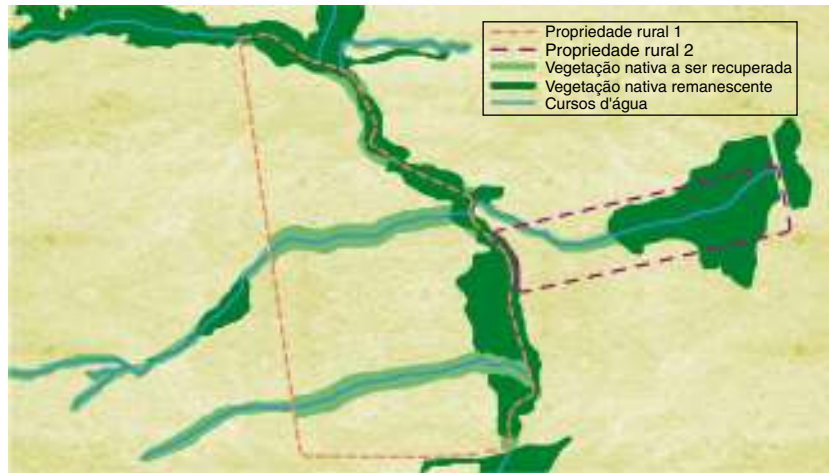 Propriedade rural 1
Propriedade rural 2
Vegetação nativa a ser recuperada
Vegetação nativa remanescente
Cursos d'água